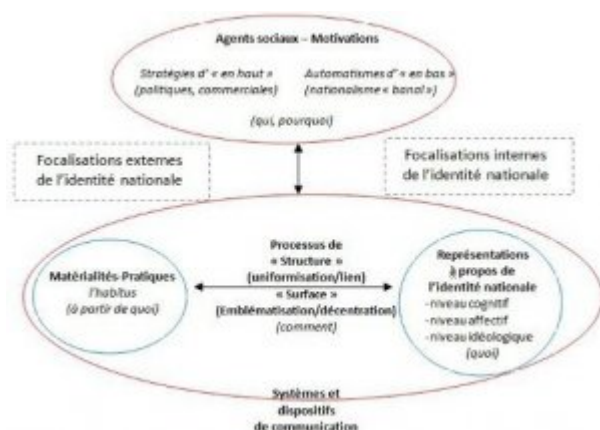 Agents sociaux – Motivations
Stratégies d' « en haut »
(politiques, commerciales)
Automatismes d' « en bas »
(nationalisme « banal »)
(qui, pourquoi)
Focalisations externes
de l'identité nationale
Focalisations internes
de l'identité nationale
Matérialités-Pratiques
l'habitus
(à partir de quoi)
Processus de
« Structure »
(uniformisation/lien)
« Surface »
(Emblématisation/décentration)
(comment)
Représentations
à propos de
l'identité nationale
-niveau cognitif
-niveau affectif
-niveau idéologique
(quoi)
Systèmes et
dispositifs
de communication